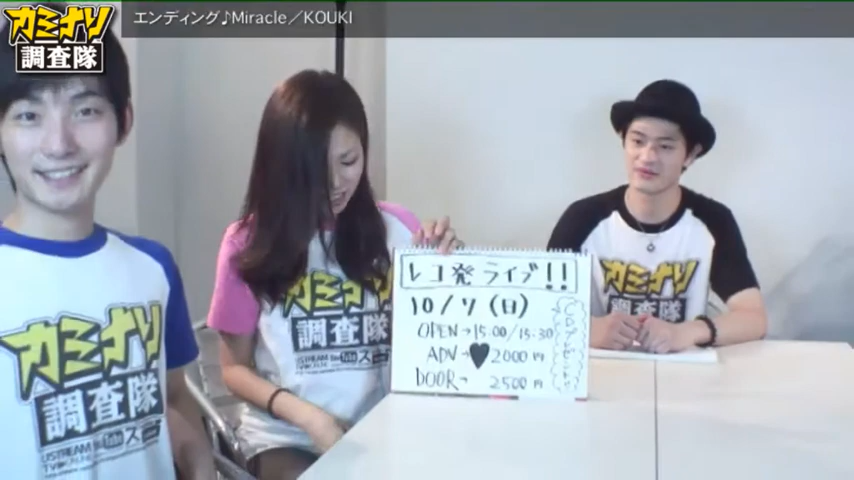 カミナリ
調査隊
エンディング♪Miracle／KOUKI
レコ発ライブ!!
10/7(日)
OPEN→15:00/15:30
ADV→♥2000円
DOOR→2500円
カミナリ
調査隊
USTREAM
カミナリ
調査隊
USTREAM
カミナリ
調査隊